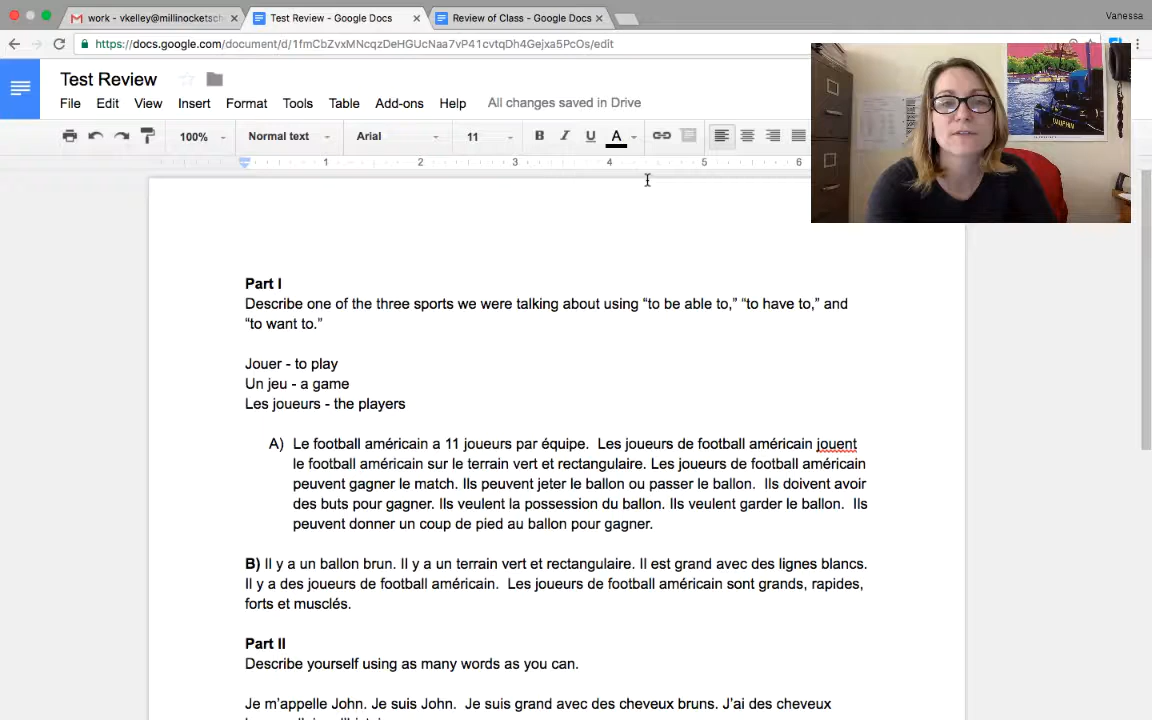 work - vkelley@millinocketsch
Test Review - Google Docs
Review of Class - Google Docs
Vanessa
https://docs.google.com/document/d/1fmCbZvxMNcqzDeHGUcNaa7vP41cvtqDh4Gejxa5PcOs/edit
Test Review
File Edit View Insert Format Tools Table Add-ons Help All changes saved in Drive
100% Normal text Arial 11 B I U A
1 2 3 4 5 6
DAUPHIN
Part I
Describe one of the three sports we were talking about using “to be able to,” “to have to,” and
“to want to.”
Jouer - to play
Un jeu - a game
Les joueurs - the players
A) Le football américain a 11 joueurs par équipe. Les joueurs de football américain jouent
le football américain sur le terrain vert et rectangulaire. Les joueurs de football américain
peuvent gagner le match. Ils peuvent jeter le ballon ou passer le ballon. Ils doivent avoir
des buts pour gagner. Ils veulent la possession du ballon. Ils veulent garder le ballon. Ils
peuvent donner un coup de pied au ballon pour gagner.
B) Il y a un ballon brun. Il y a un terrain vert et rectangulaire. Il est grand avec des lignes blancs.
Il y a des joueurs de football américain. Les joueurs de football américain sont grands, rapides,
forts et musclés.
Part II
Describe yourself using as many words as you can.
Je m’appelle John. Je suis John. Je suis grand avec des cheveux bruns. J’ai des cheveux